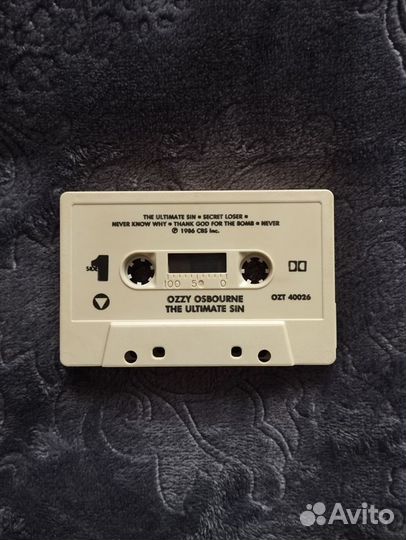 THE ULTIMATE SIN • SECRET LOSER •
NEVER KNOW WHY • THANK GOD FOR THE BOMB • NEVER
℗ 1986 CBS Inc.
SIDE 1
100 50 0
OZZY OSBOURNE
THE ULTIMATE SIN
OZT 40026
Avito